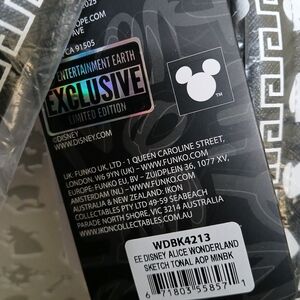 2025
OPE.COM
CA 91505
ENTERTAINMENT EARTH
EXCLUSIVE
LIMITED EDITION
TM
©DISNEY
WWW.DISNEY.COM
UK. FUNKO UK, LTD - 1 QUEEN CAROLINE STREET,
LONDON W6 9YN (UK) - WWW.FUNKO.COM
EUROPE: FUNKO EU, BV - ZUIDPLEIN 36, 1077 XV,
AMSTERDAM (NL) - WWW.FUNKO.COM
AUSTRALIA & NEW ZEALAND: IKON
COLLECTABLES PTY LTD 49-59 SEABEACH
PARADE NORTH SHORE, VIC 3214 AUSTRALIA
WWW.IKONCOLLECTABLES.COM.AU
WDBK4213
EE DISNEY ALICE WONDERLAND
SKETCH TONAL AOP MINBK
6 71803 55857 1